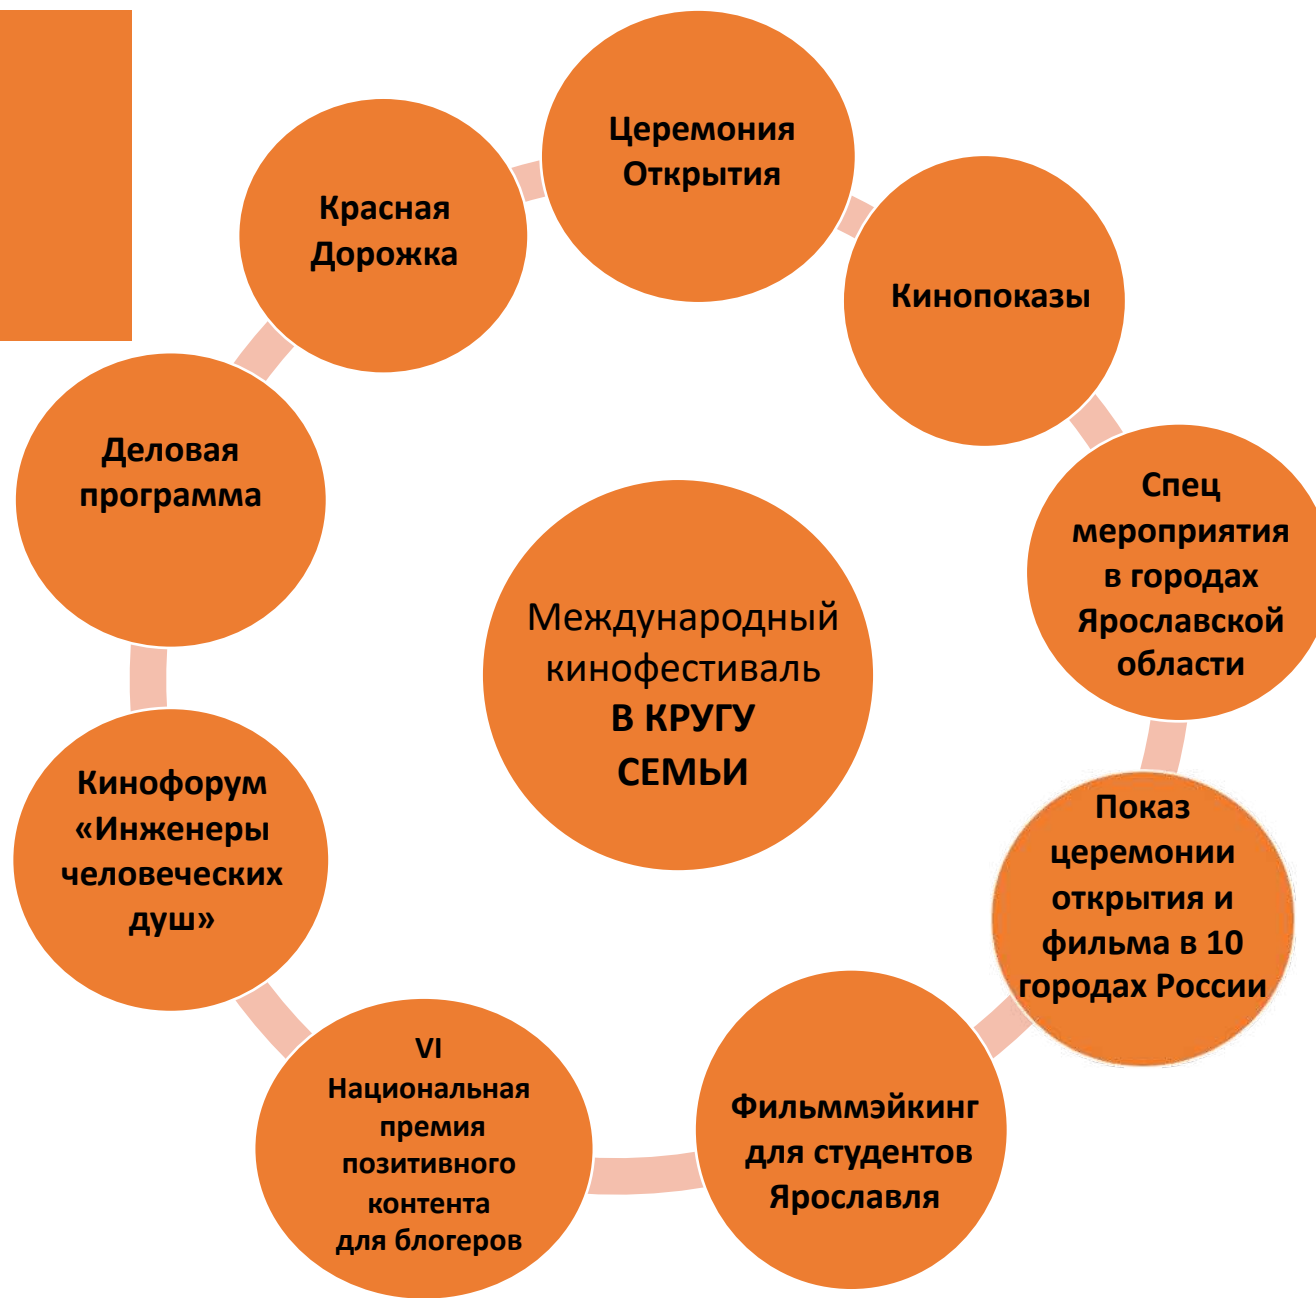 Церемония
Открытия
Кинопоказы
Спец
мероприятия
в городах
Ярославской
области
Показ
церемонии
открытия и
фильма в 10
городах России
Фильммэйкинг
для студентов
Ярославля
VI
Национальная
премия
позитивного
контента
для блогеров
Кинофорум
«Инженеры
человеческих
душ»
Деловая
программа
Красная
Дорожка
Международный
кинофестиваль
В КРУГУ
СЕМЬИ